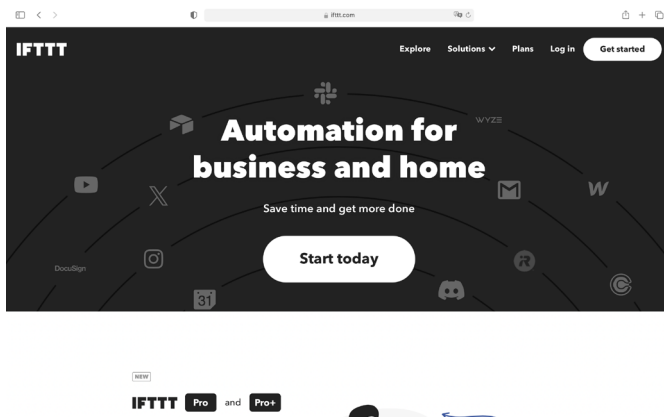 ifttt.com
IFTTT
Explore Solutions Plans Log in Get started
WYZE
Automation for
business and home
Save time and get more done
DocuSign
Start today
31
NEW
IFTTT Pro and Pro+